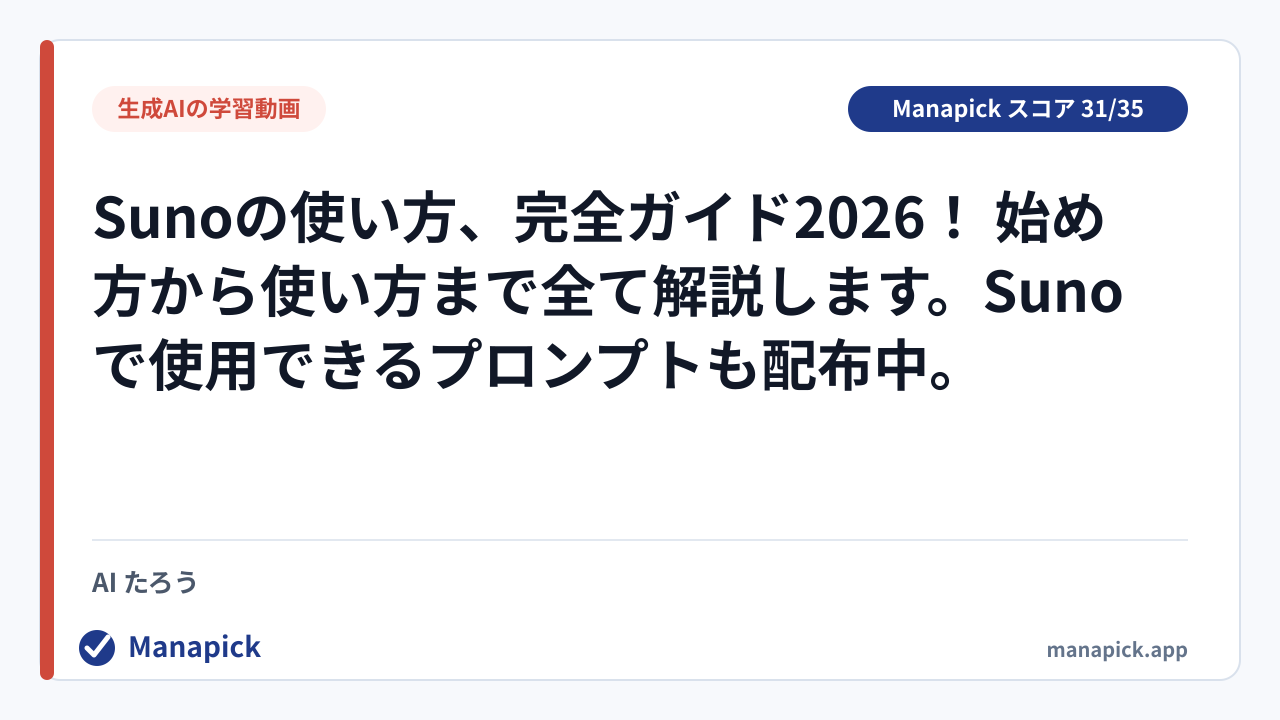 生成AIの学習動画
Manapick スコア 31/35
Sunoの使い方、完全ガイド2026！ 始め
方から使い方まで全て解説します。Suno
で使用できるプロンプトも配布中。
AI たろう
Manapick
manapick.app